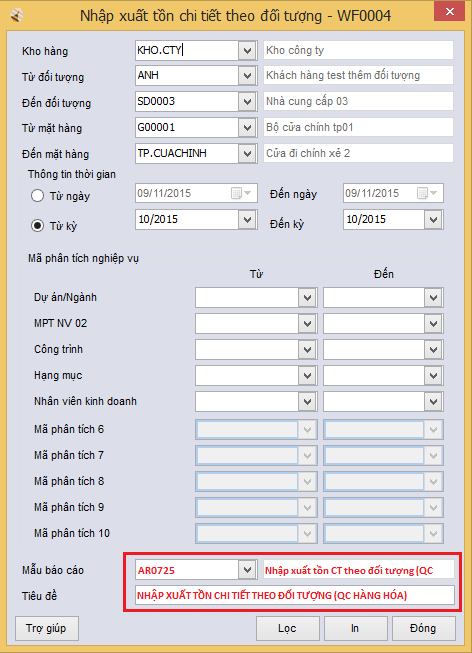 Nhập xuất tồn chi tiết theo đối tượng - WF0004
Kho hàng KHO.CTY Kho công ty
Từ đối tượng ANH Khách hàng test thêm đối tượng
Đến đối tượng SD0003 Nhà cung cấp 03
Từ mặt hàng G00001 Bộ cửa chính tp01
Đến mặt hàng TP.CUACHINH Cửa đi chính xẻ 2
Thông tin thời gian
Từ ngày 09/11/2015 Đến ngày 09/11/2015
Từ kỳ 10/2015 Đến kỳ 10/2015
Mã phân tích nghiệp vụ
Từ Đến
Dự án/Ngành
MPT NV 02
Công trình
Hạng mục
Nhân viên kinh doanh
Mã phân tích 6
Mã phân tích 7
Mã phân tích 8
Mã phân tích 9
Mã phân tích 10
Mẫu báo cáo AR0725 Nhập xuất tồn CT theo đối tượng (QC
Tiêu đề NHẬP XUẤT TỒN CHI TIẾT THEO ĐỐI TƯỢNG (QC HÀNG HÓA)
Trợ giúp Lọc In Đóng